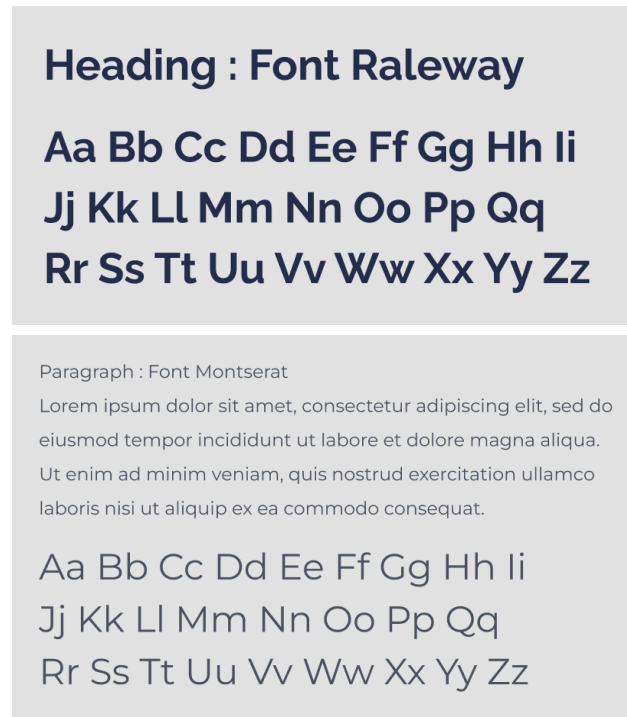 Heading : Font Raleway
Aa Bb Cc Dd Ee Ff Gg Hh Ii
Jj Kk Ll Mm Nn Oo Pp Qq
Rr Ss Tt Uu Vv Ww Xx Yy Zz
Paragraph : Font Montserat
Lorem ipsum dolor sit amet, consectetur adipiscing elit, sed do
eiusmod tempor incididunt ut labore et dolore magna aliqua.
Ut enim ad minim veniam, quis nostrud exercitation ullamco
laboris nisi ut aliquip ex ea commodo consequat.
Aa Bb Cc Dd Ee Ff Gg Hh Ii
Jj Kk Ll Mm Nn Oo Pp Qq
Rr Ss Tt Uu Vv Ww Xx Yy Zz